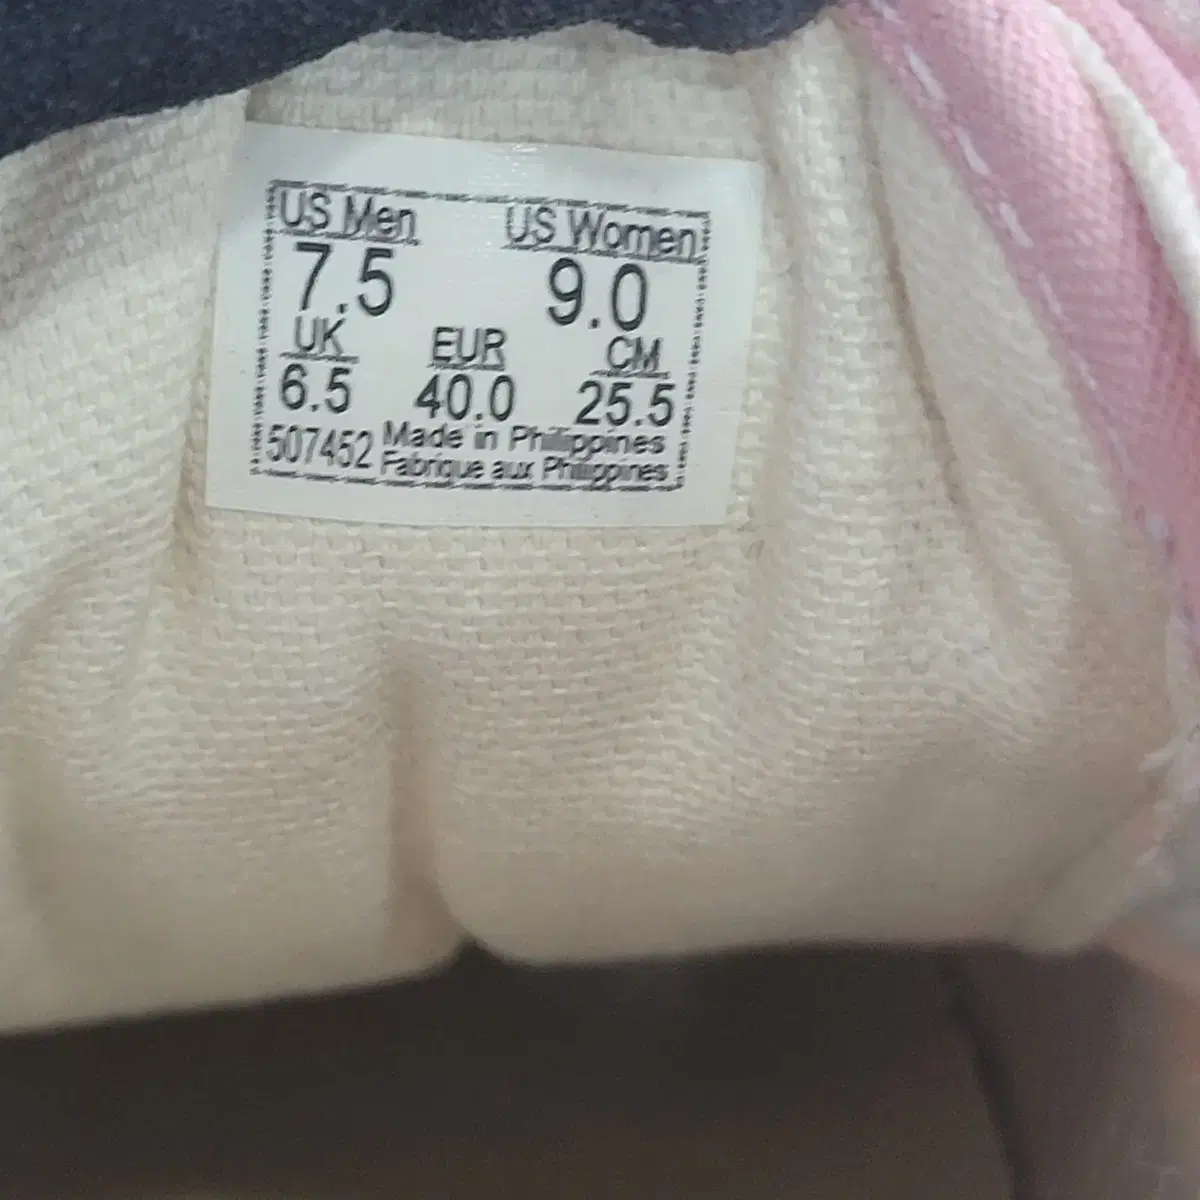 US Men US Women
7.5 9.0
UK EUR CM
6.5 40.0 25.5
507452 Made in Philippines
Fabrique aux Philippines